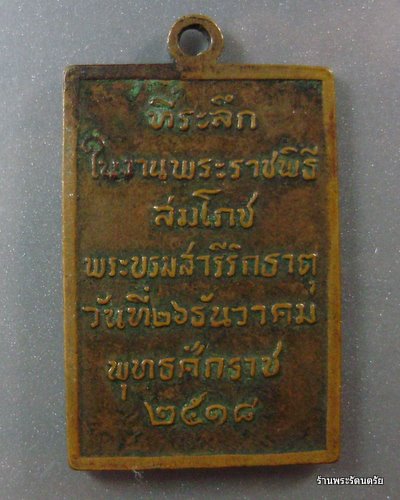 ที่ระลึก
ในงานพระราชพิธี
สมโภช
พระบรมสารีริกธาตุ
วันที่๒๖ธันวาคม
พุทธศักราช
๒๕๑๘
ร้านพระรัตนตรัย